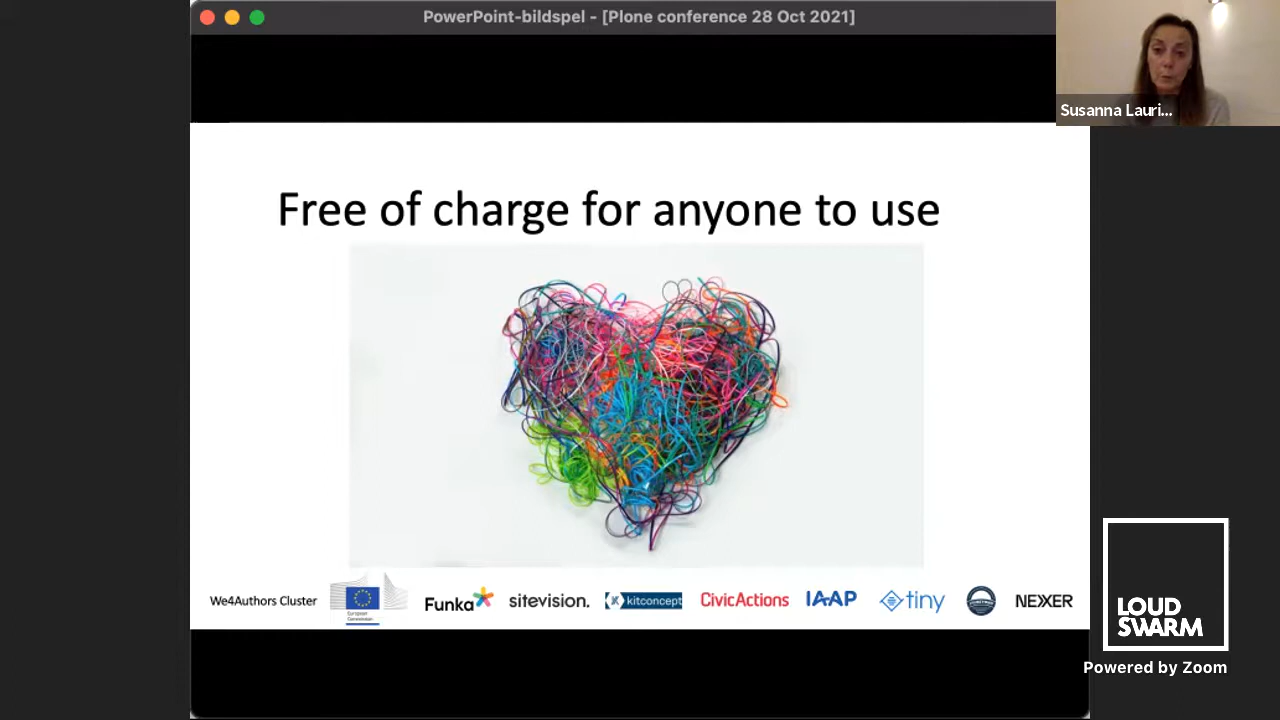 PowerPoint-bildspel - [Plone conference 28 Oct 2021]
Susanna Lauri...
Free of charge for anyone to use
We4Authors Cluster
European
Commission
Funka
sitevision.
kitconcept
CivicActions
IAAP
tiny
NEXER
LOUD
SWARM
Powered by Zoom